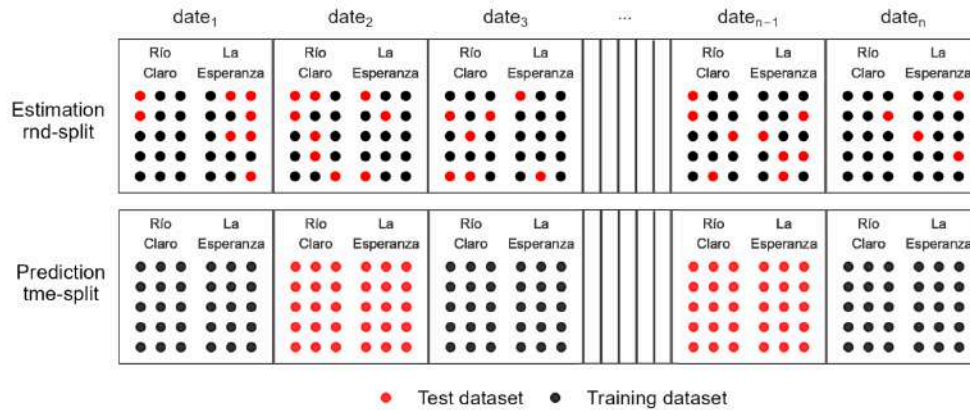 date₁ date₂ date₃ ... dateₙ₋₁ dateₙ
Estimation
rnd-split
Río La Río La Río La Río La Río La
Claro Esperanza Claro Esperanza Claro Esperanza Claro Esperanza Claro Esperanza
Prediction
tme-split
Río La Río La Río La Río La Río La
Claro Esperanza Claro Esperanza Claro Esperanza Claro Esperanza Claro Esperanza
Test dataset Training dataset